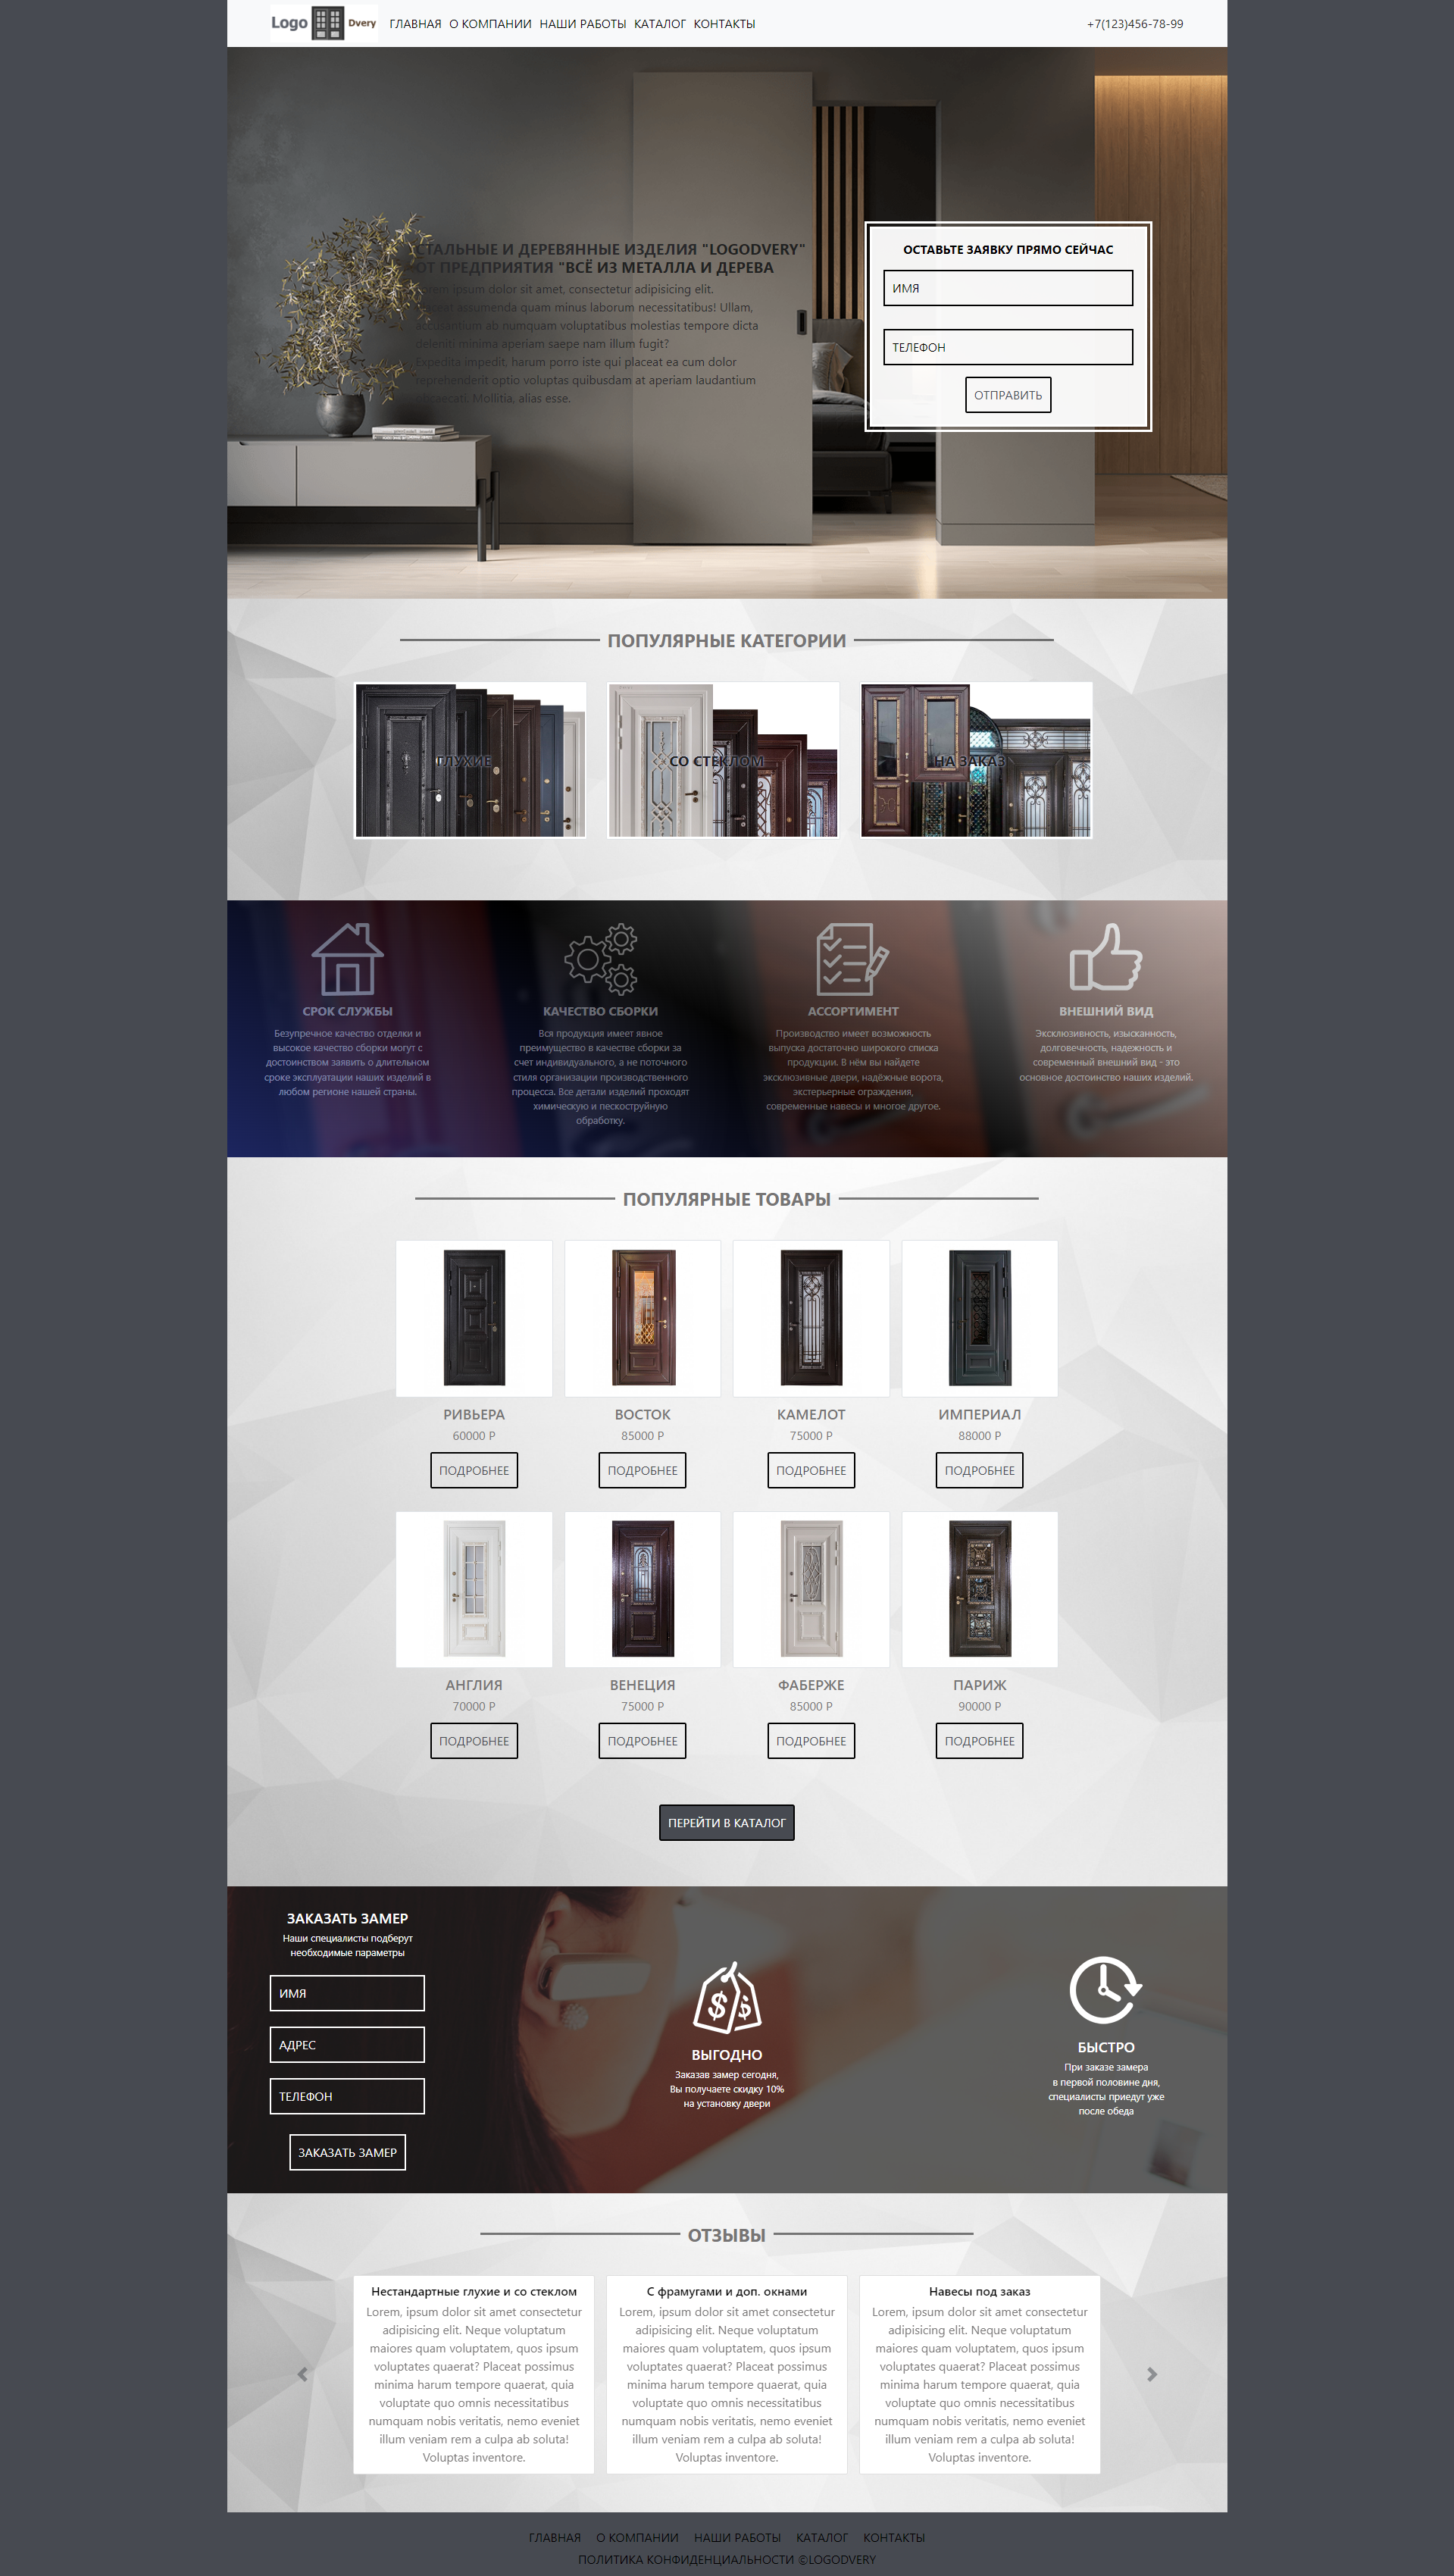 Logo Dvery
ГЛАВНАЯ О КОМПАНИИ НАШИ РАБОТЫ КАТАЛОГ КОНТАКТЫ
+7(123)456-78-99
СТАЛЬНЫЕ И ДЕРЕВЯННЫЕ ИЗДЕЛИЯ "LOGODVERY"
ОТ ПРЕДПРИЯТИЯ "ВСЁ ИЗ МЕТАЛЛА И ДЕРЕВА
Lorem ipsum dolor sit amet, consectetur adipisicing elit.
assumenda quam minus laborum necessitatibus! Ullam,
accusantium ab numquam voluptatibus molestias tempore dicta
deleniti minima aperiam saepe nam illum fugit?
Expedita impedit, harum porro iste qui placeat ea cum dolor
reprehenderit optio voluptas quibusdam at aperiam laudantium
Mollitia, alias esse.
ОСТАВЬТЕ ЗАЯВКУ ПРЯМО СЕЙЧАС
ИМЯ
ТЕЛЕФОН
ОТПРАВИТЬ
ПОПУЛЯРНЫЕ КАТЕГОРИИ
ГЛУХИЕ
СО СТЕКЛОМ
НА ЗАКАЗ
СРОК СЛУЖБЫ
Безупречное качество отделки и
высокое качество сборки могут с
достоинством заявить о длительном
сроке эксплуатации наших изделий в
любом регионе нашей страны.
КАЧЕСТВО СБОРКИ
Вся продукция имеет явное
преимущество в качестве сборки за
счет индивидуального, а не поточного
стиля организации производственного
процесса. Все детали изделий проходят
химическую и пескоструйную
обработку.
АССОРТИМЕНТ
Производство имеет возможность
выпуска достаточно широкого списка
продукции. В нём вы найдете
эксклюзивные двери, надёжные ворота,
экстерьерные ограждения,
современные навесы и многое другое.
ВНЕШНИЙ ВИД
Эксклюзивность, изысканность,
долговечность, надежность и
современный внешний вид - это
основное достоинство наших изделий.
ПОПУЛЯРНЫЕ ТОВАРЫ
РИВЬЕРА
60000 Р
ПОДРОБНЕЕ
ВОСТОК
85000 Р
ПОДРОБНЕЕ
КАМЕЛОТ
75000 Р
ПОДРОБНЕЕ
ИМПЕРИАЛ
88000 Р
ПОДРОБНЕЕ
АНГЛИЯ
70000 Р
ПОДРОБНЕЕ
ВЕНЕЦИЯ
75000 Р
ПОДРОБНЕЕ
ФАБЕРЖЕ
85000 Р
ПОДРОБНЕЕ
ПАРИЖ
90000 Р
ПОДРОБНЕЕ
ПЕРЕЙТИ В КАТАЛОГ
ЗАКАЗАТЬ ЗАМЕР
Наши специалисты подберут
необходимые параметры
ИМЯ
АДРЕС
ТЕЛЕФОН
ЗАКАЗАТЬ ЗАМЕР
ВЫГОДНО
Заказав замер сегодня,
Вы получаете скидку 10%
на установку двери
БЫСТРО
При заказе замера
в первой половине дня,
специалисты приедут уже
после обеда
ОТЗЫВЫ
Нестандартные глухие и со стеклом
Lorem, ipsum dolor sit amet consectetur
adipisicing elit. Neque voluptatum
maiores quam voluptatem, quos ipsum
voluptates quaerat? Placeat possimus
minima harum tempore quaerat, quia
voluptate quo omnis necessitatibus
numquam nobis veritatis, nemo eveniet
illum veniam rem a culpa ab soluta!
Voluptas inventore.
С фрамугами и доп. окнами
Lorem, ipsum dolor sit amet consectetur
adipisicing elit. Neque voluptatum
maiores quam voluptatem, quos ipsum
voluptates quaerat? Placeat possimus
minima harum tempore quaerat, quia
voluptate quo omnis necessitatibus
numquam nobis veritatis, nemo eveniet
illum veniam rem a culpa ab soluta!
Voluptas inventore.
Навесы под заказ
Lorem, ipsum dolor sit amet consectetur
adipisicing elit. Neque voluptatum
maiores quam voluptatem, quos ipsum
voluptates quaerat? Placeat possimus
minima harum tempore quaerat, quia
voluptate quo omnis necessitatibus
numquam nobis veritatis, nemo eveniet
illum veniam rem a culpa ab soluta!
Voluptas inventore.
ГЛАВНАЯ О КОМПАНИИ НАШИ РАБОТЫ КАТАЛОГ КОНТАКТЫ
ПОЛИТИКА КОНФИДЕНЦИАЛЬНОСТИ ©LOGODVERY